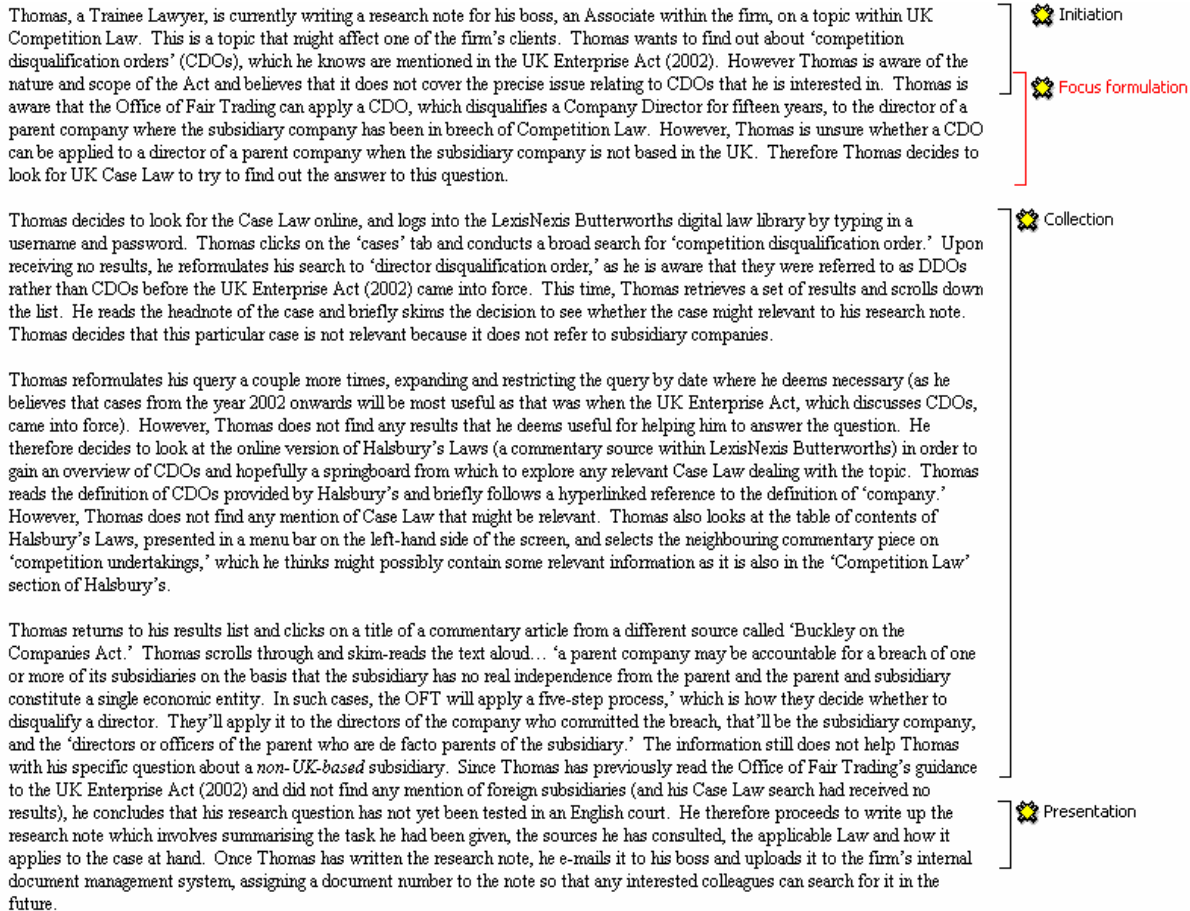 Thomas, a Trainee Lawyer, is currently writing a research note for his boss, an Associate within the firm, on a topic within UK
Competition Law. This is a topic that might affect one of the firm's clients. Thomas wants to find out about 'competition
disqualification orders' (CDOs), which he knows are mentioned in the UK Enterprise Act (2002). However Thomas is aware of the
nature and scope of the Act and believes that it does not cover the precise issue relating to CDOs that he is interested in. Thomas is
aware that the Office of Fair Trading can apply a CDO, which disqualifies a Company Director for fifteen years, to the director of a
parent company where the subsidiary company has been in breech of Competition Law. However, Thomas is unsure whether a CDO
can be applied to a director of a parent company when the subsidiary company is not based in the UK. Therefore Thomas decides to
look for UK Case Law to try to find out the answer to this question.
Initiation
Focus formulation
Thomas decides to look for the Case Law online, and logs into the LexisNexis Butterworths digital law library by typing in a
username and password. Thomas clicks on the 'cases' tab and conducts a broad search for 'competition disqualification order.' Upon
receiving no results, he reformulates his search to 'director disqualification order,' as he is aware that they were referred to as DDOs
rather than CDOs before the UK Enterprise Act (2002) came into force. This time, Thomas retrieves a set of results and scrolls down
the list. He reads the headnote of the case and briefly skims the decision to see whether the case might relevant to his research note.
Thomas decides that this particular case is not relevant because it does not refer to subsidiary companies.
Collection
Thomas reformulates his query a couple more times, expanding and restricting the query by date where he deems necessary (as he
believes that cases from the year 2002 onwards will be most useful as that was when the UK Enterprise Act, which discusses CDOs,
came into force). However, Thomas does not find any results that he deems useful for helping him to answer the question. He
therefore decides to look at the online version of Halsbury's Laws (a commentary source within LexisNexis Butterworths) in order to
gain an overview of CDOs and hopefully a springboard from which to explore any relevant Case Law dealing with the topic. Thomas
reads the definition of CDOs provided by Halsbury's and briefly follows a hyperlinked reference to the definition of 'company.'
However, Thomas does not find any mention of Case Law that might be relevant. Thomas also looks at the table of contents of
Halsbury's Laws, presented in a menu bar on the left-hand side of the screen, and selects the neighbouring commentary piece on
'competition undertakings,' which he thinks might possibly contain some relevant information as it is also in the 'Competition Law'
section of Halsbury's.
Thomas returns to his results list and clicks on a title of a commentary article from a different source called 'Buckley on the
Companies Act.' Thomas scrolls through and skim-reads the text aloud… 'a parent company may be accountable for a breach of one
or more of its subsidiaries on the basis that the subsidiary has no real independence from the parent and the parent and subsidiary
constitute a single economic entity. In such cases, the OFT will apply a five-step process,' which is how they decide whether to
disqualify a director. They'll apply it to the directors of the company who committed the breach, that'll be the subsidiary company,
and the 'directors or officers of the parent who are de facto parents of the subsidiary.' The information still does not help Thomas
with his specific question about a non-UK-based subsidiary. Since Thomas has previously read the Office of Fair Trading's guidance
to the UK Enterprise Act (2002) and did not find any mention of foreign subsidiaries (and his Case Law search had received no
results), he concludes that his research question has not yet been tested in an English court. He therefore proceeds to write up the
research note which involves summarising the task he had been given, the sources he has consulted, the applicable Law and how it
applies to the case at hand. Once Thomas has written the research note, he e-mails it to his boss and uploads it to the firm's internal
document management system, assigning a document number to the note so that any interested colleagues can search for it in the
future.
Presentation